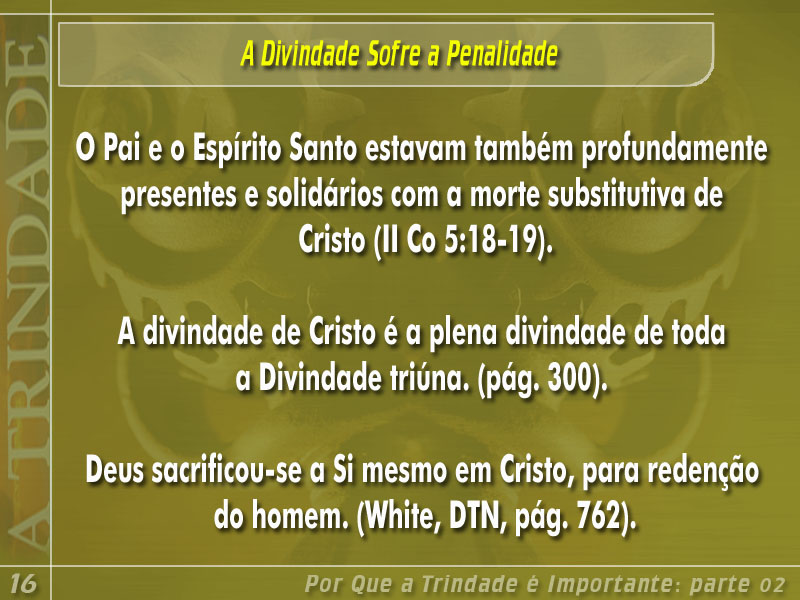 A Divindade Sofre a Penalidade
O Pai e o Espírito Santo estavam também profundamente
presentes e solidários com a morte substitutiva de
Cristo (II Co 5:18-19).
A divindade de Cristo é a plena divindade de toda
a Divindade triúna. (pág. 300).
Deus sacrificou-se a Si mesmo em Cristo, para redenção
do homem. (White, DTN, pág. 762).
A TRINDADE
16
Por Que a Trindade é Importante: parte 02